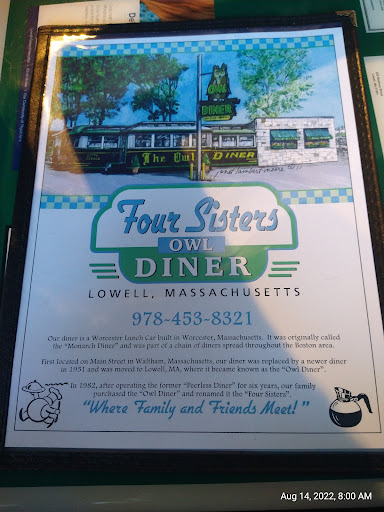 OWL
DINER
The Owl DINER
Four Sisters
OWL
DINER
LOWELL, MASSACHUSETTS
978-453-8321
Our diner is a Worcester Lunch Car built in Worcester, Massachusetts. It was originally called
the "Monarch Diner" and was part of a chain of diners spread throughout the Boston area.
First located on Main Street in Waltham, Massachusetts, our diner was replaced by a newer diner
in 1951 and was moved to Lowell, MA, where it became known as the "Owl Diner".
In 1982, after operating the former "Peerless Diner" for six years, our family
purchased the "Owl Diner" and renamed it the "Four Sisters".
"Where Family and Friends Meet!"
Aug 14, 2022, 8:00 AM